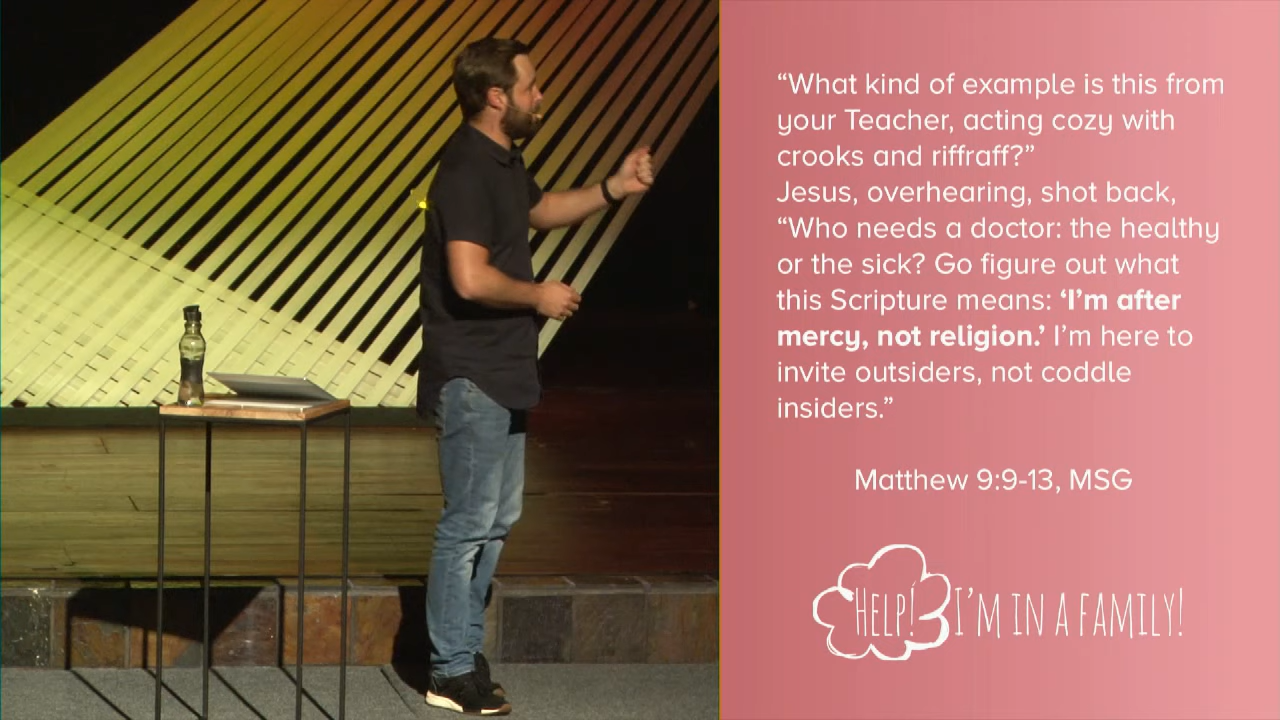 “What kind of example is this from
your Teacher, acting cozy with
crooks and riffraff?”
Jesus, overhearing, shot back,
“Who needs a doctor: the healthy
or the sick? Go figure out what
this Scripture means: ‘I’m after
mercy, not religion.’ I’m here to
invite outsiders, not coddle
insiders.”
Matthew 9:9-13, MSG
HELP! I’M IN A FAMILY!